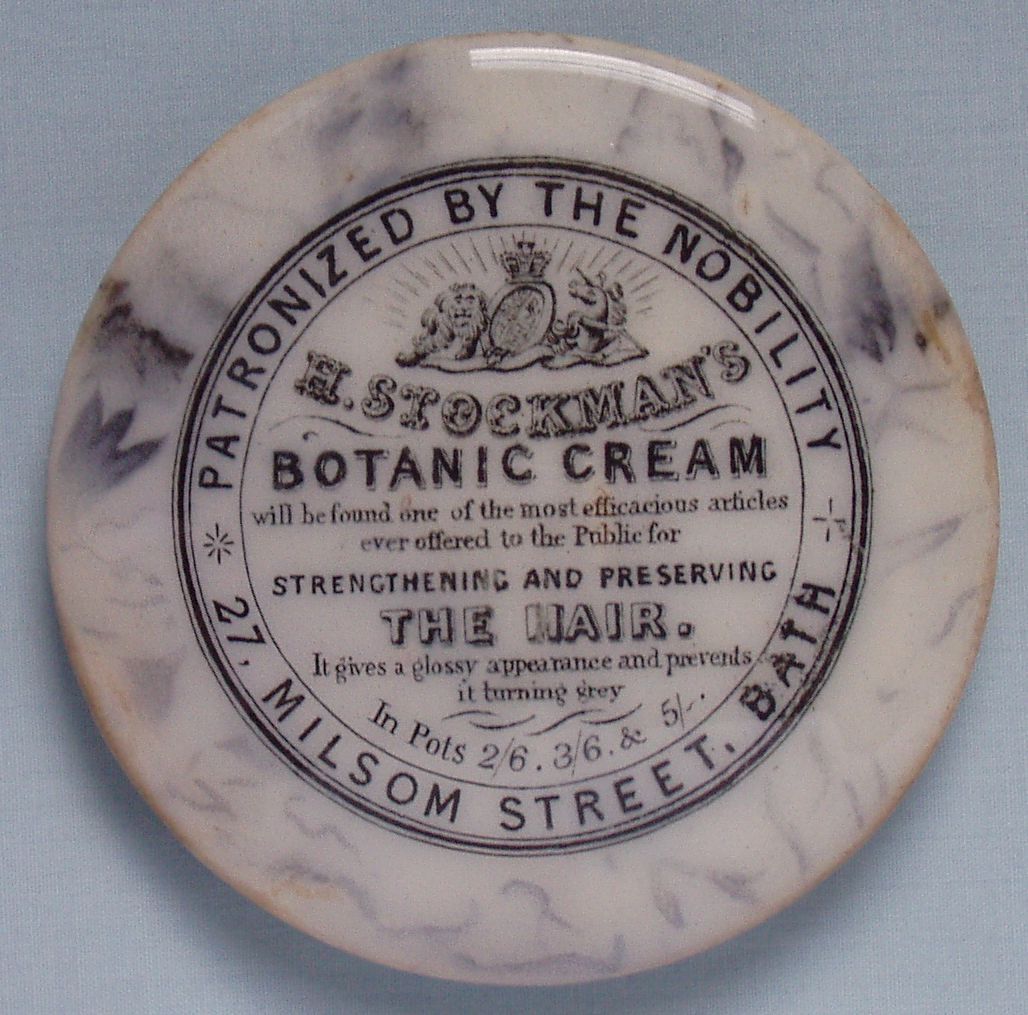 PATRONIZED BY THE NOBILITY
H. STOCKMAN'S
BOTANIC CREAM
will be found one of the most efficacious articles
ever offered to the Public for
STRENGTHENING AND PRESERVING
THE HAIR.
It gives a glossy appearance and prevents
it turning grey
In Pots 2/6. 3/6. & 5/-.
27, MILSOM STREET. BATH